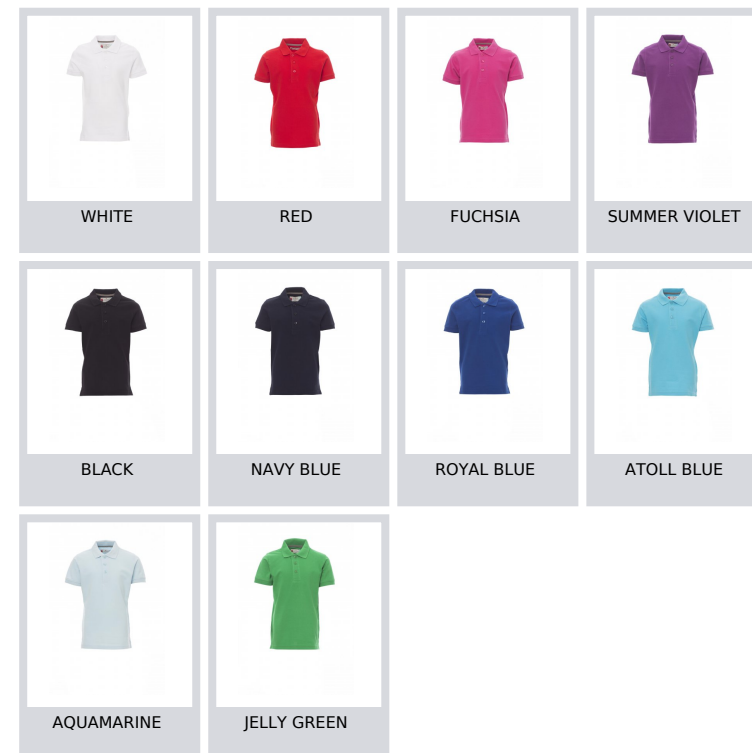 WHITE
RED
FUCHSIA
SUMMER VIOLET
BLACK
NAVY BLUE
ROYAL BLUE
ATOLL BLUE
AQUAMARINE
JELLY GREEN